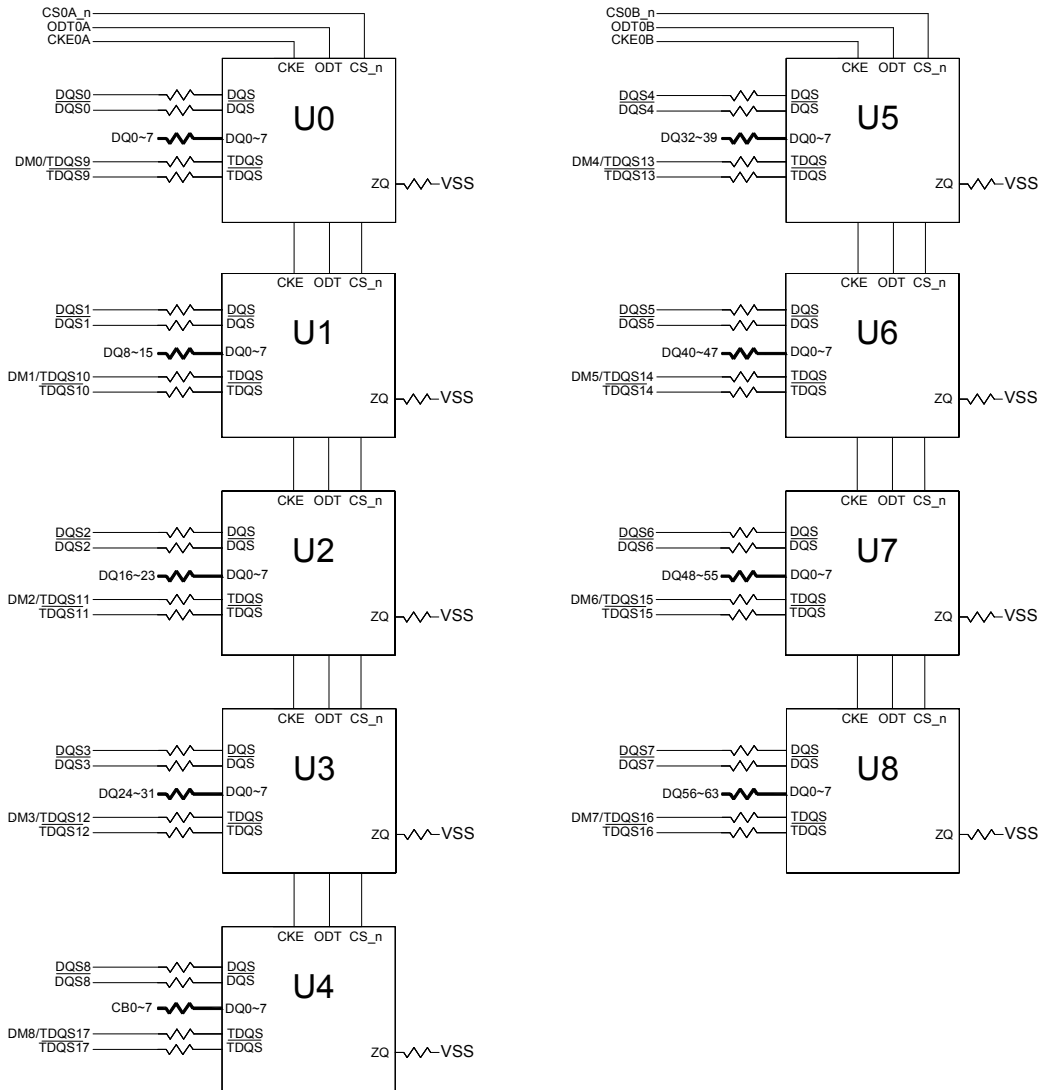 CS0A_n
ODT0A
CKE0A
CKE ODT CS_n
U0
DQS0 DQS
DQS0 DQS
DQ0~7 DQ0~7
DM0/TDQS9 TDQS
TDQS9 TDQS
ZQ VSS
CKE ODT CS_n
U1
DQS1 DQS
DQS1 DQS
DQ8~15 DQ0~7
DM1/TDQS10 TDQS
TDQS10 TDQS
ZQ VSS
CKE ODT CS_n
U2
DQS2 DQS
DQS2 DQS
DQ16~23 DQ0~7
DM2/TDQS11 TDQS
TDQS11 TDQS
ZQ VSS
CKE ODT CS_n
U3
DQS3 DQS
DQS3 DQS
DQ24~31 DQ0~7
DM3/TDQS12 TDQS
TDQS12 TDQS
ZQ VSS
CKE ODT CS_n
U4
DQS8 DQS
DQS8 DQS
CB0~7 DQ0~7
DM8/TDQS17 TDQS
TDQS17 TDQS
ZQ VSS
CS0B_n
ODT0B
CKE0B
CKE ODT CS_n
U5
DQS4 DQS
DQS4 DQS
DQ32~39 DQ0~7
DM4/TDQS13 TDQS
TDQS13 TDQS
ZQ VSS
CKE ODT CS_n
U6
DQS5 DQS
DQS5 DQS
DQ40~47 DQ0~7
DM5/TDQS14 TDQS
TDQS14 TDQS
ZQ VSS
CKE ODT CS_n
U7
DQS6 DQS
DQS6 DQS
DQ48~55 DQ0~7
DM6/TDQS15 TDQS
TDQS15 TDQS
ZQ VSS
CKE ODT CS_n
U8
DQS7 DQS
DQS7 DQS
DQ56~63 DQ0~7
DM7/TDQS16 TDQS
TDQS16 TDQS
ZQ VSS